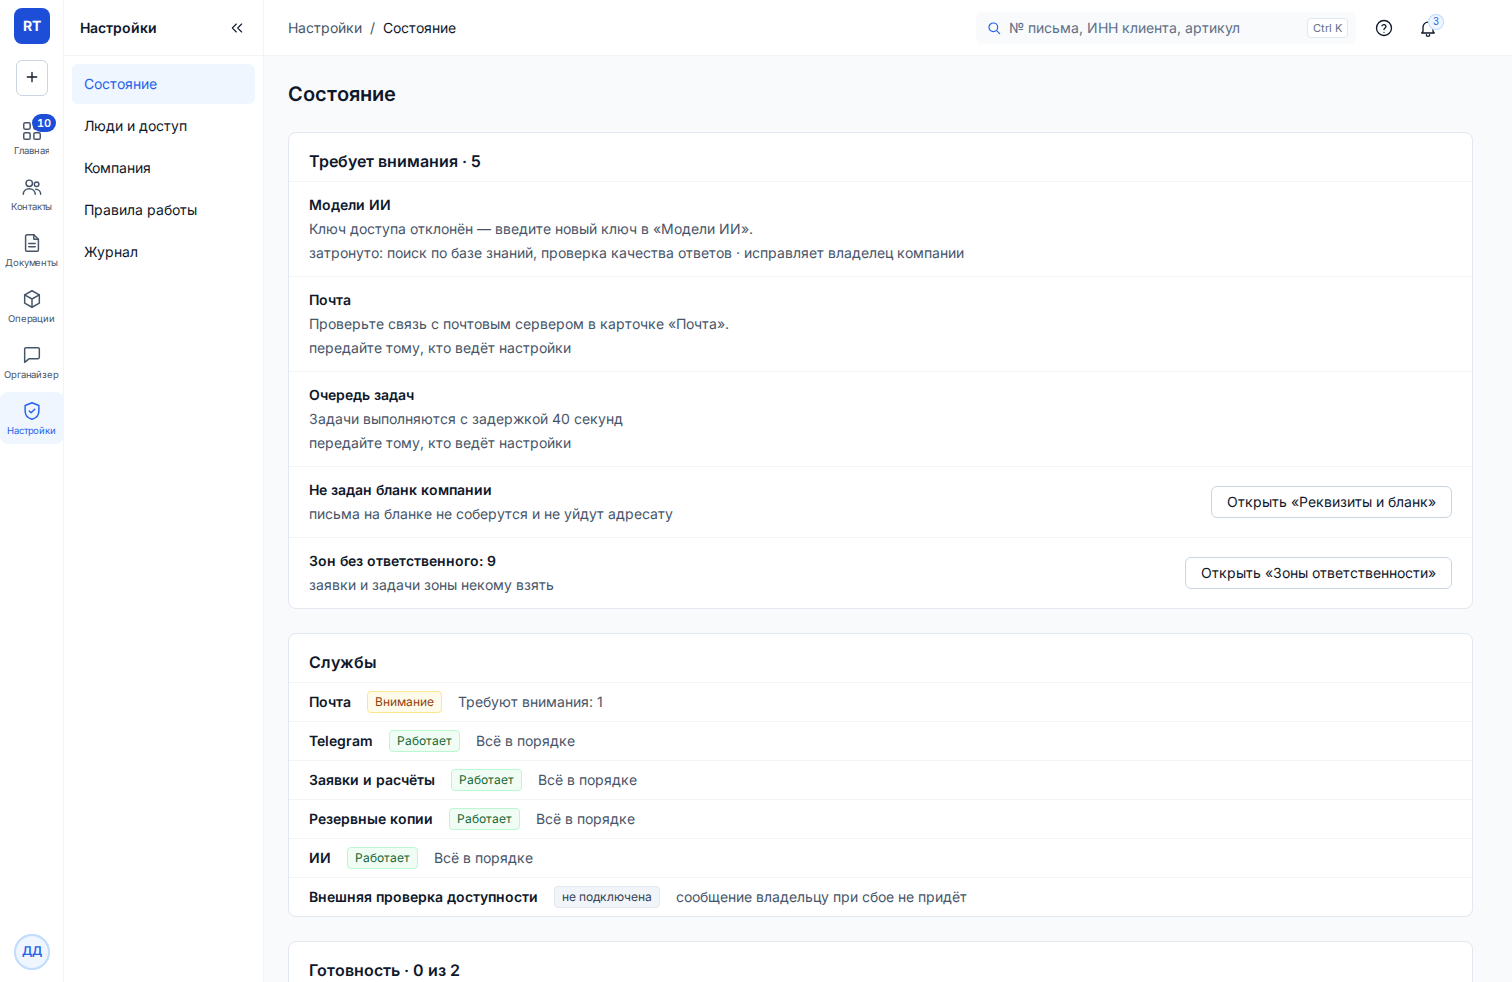 RT
Настройки
Настройки / Состояние
№ письма, ИНН клиента, артикул
Ctrl K
3
10
Главная
Контакты
Документы
Операции
Органайзер
Настройки
ДД
Состояние
Люди и доступ
Компания
Правила работы
Журнал
Состояние
Требует внимания · 5
Модели ИИ
Ключ доступа отклонён — введите новый ключ в «Модели ИИ».
затронуто: поиск по базе знаний, проверка качества ответов · исправляет владелец компании
Почта
Проверьте связь с почтовым сервером в карточке «Почта».
передайте тому, кто ведёт настройки
Очередь задач
Задачи выполняются с задержкой 40 секунд
передайте тому, кто ведёт настройки
Не задан бланк компании
письма на бланке не соберутся и не уйдут адресату
Открыть «Реквизиты и бланк»
Зон без ответственного: 9
заявки и задачи зоны некому взять
Открыть «Зоны ответственности»
Службы
Почта Внимание Требуют внимания: 1
Telegram Работает Всё в порядке
Заявки и расчёты Работает Всё в порядке
Резервные копии Работает Всё в порядке
ИИ Работает Всё в порядке
Внешняя проверка доступности не подключена сообщение владельцу при сбое не придёт
Готовность · 0 из 2